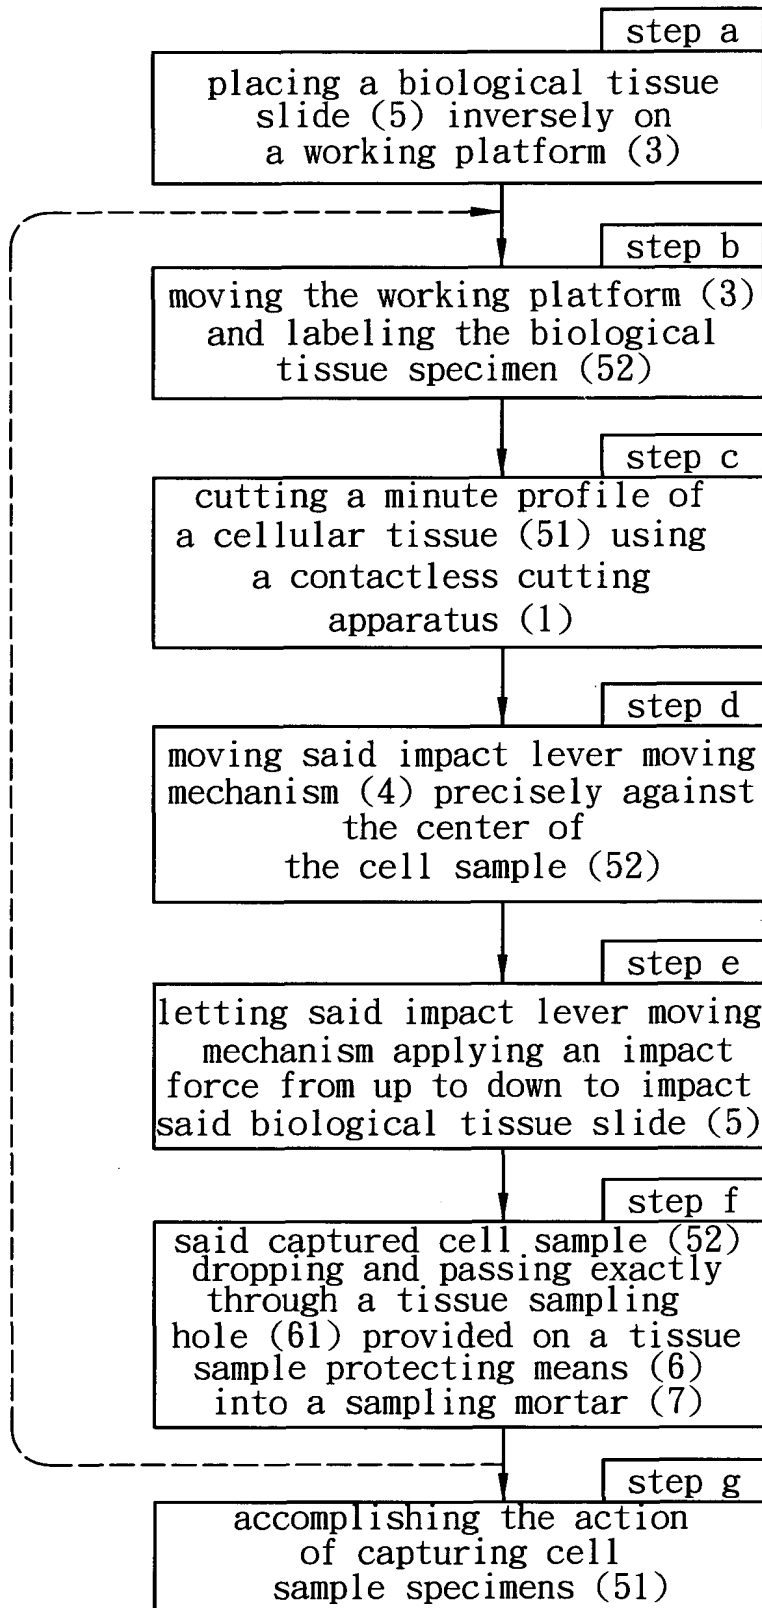 step a
placing a biological tissue
slide (5) inversely on
a working platform (3)
step b
moving the working platform (3)
and labeling the biological
tissue specimen (52)
step c
cutting a minute profile of
a cellular tissue (51) using
a contactless cutting
apparatus (1)
step d
moving said impact lever moving
mechanism (4) precisely against
the center of
the cell sample (52)
step e
letting said impact lever moving
mechanism applying an impact
force from up to down to impact
said biological tissue slide (5)
step f
said captured cell sample (52)
dropping and passing exactly
through a tissue sampling
hole (61) provided on a tissue
sample protecting means (6)
into a sampling mortar (7)
step g
accomplishing the action
of capturing cell
sample specimens (51)